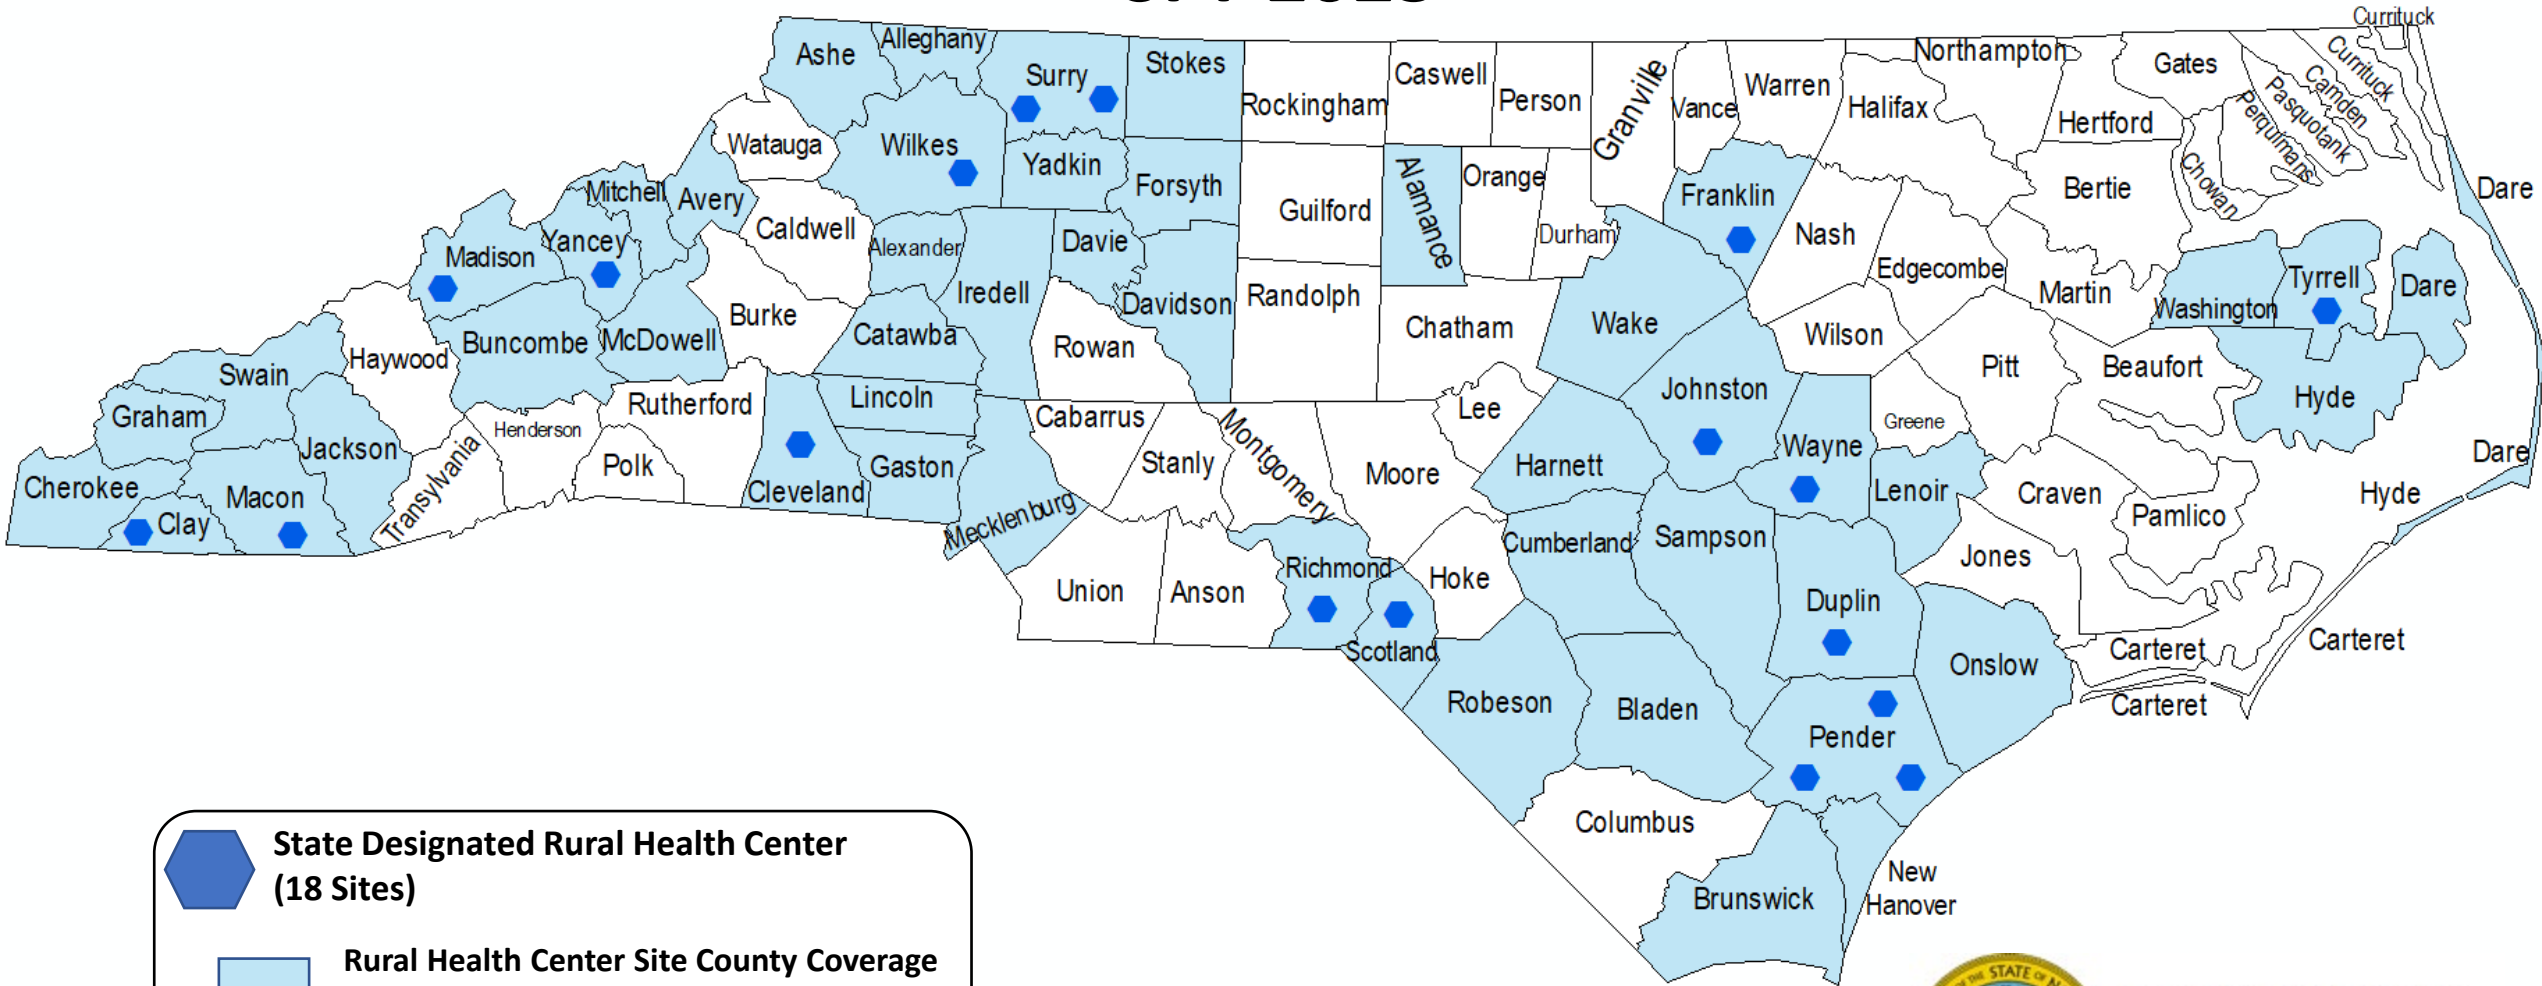 Currituck
Ashe
Alleghany
Surry
Stokes
Rockingham
Caswell
Person
Granville
Vance
Warren
Northampton
Halifax
Gates
Hertford
Currituck
Camden
Pasquotank
Perquimans
Chowan
Watauga
Wilkes
Yadkin
Forsyth
Guilford
Alamance
Orange
Durham
Franklin
Nash
Edgecombe
Bertie
Dare
Mitchell
Avery
Caldwell
Alexander
Davie
Iredell
Davidson
Randolph
Chatham
Wake
Wilson
Martin
Washington
Tyrrell
Dare
Madison
Yancey
Buncombe
McDowell
Burke
Catawba
Rowan
Johnston
Pitt
Beaufort
Hyde
Swain
Haywood
Graham
Jackson
Rutherford
Henderson
Polk
Lincoln
Cabarrus
Stanly
Montgomery
Lee
Moore
Harnett
Wayne
Greene
Lenoir
Craven
Pamlico
Hyde
Dare
Cherokee
Clay
Macon
Transylvania
Cleveland
Gaston
Mecklenburg
Union
Anson
Richmond
Scotland
Hoke
Cumberland
Sampson
Duplin
Jones
Onslow
Carteret
Carteret
Carteret
Robeson
Bladen
Pender
Columbus
Brunswick
New
Hanover
State Designated Rural Health Center
(18 Sites)
Rural Health Center Site County Coverage
THE STATE OF